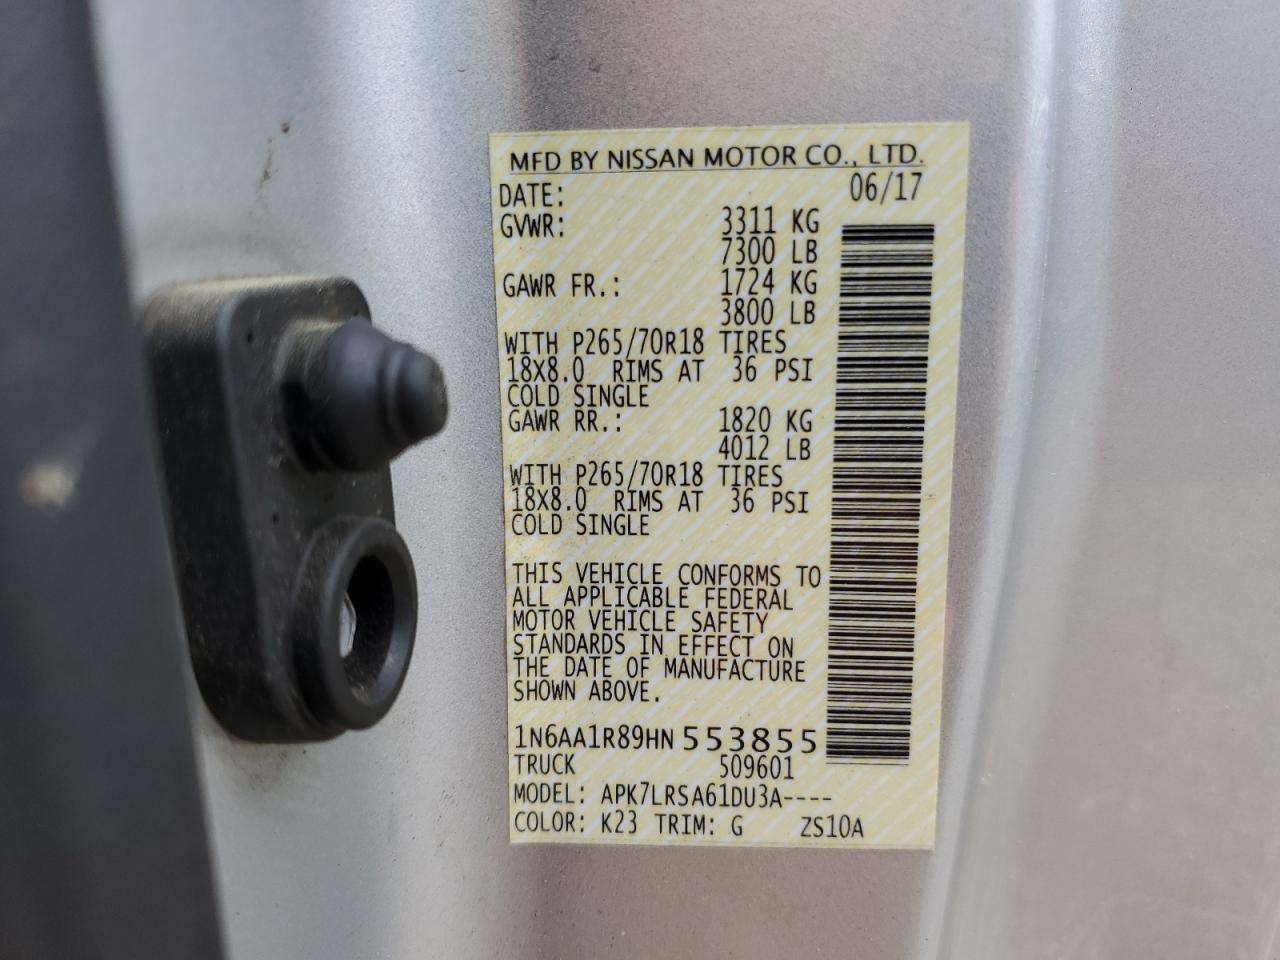 MFD BY NISSAN MOTOR CO., LTD.
DATE: 06/17
GVWR: 3311 KG
7300 LB
GAWR FR.: 1724 KG
3800 LB
WITH P265/70R18 TIRES
18X8.0 RIMS AT 36 PSI
COLD SINGLE
GAWR RR.: 1820 KG
4012 LB
WITH P265/70R18 TIRES
18X8.0 RIMS AT 36 PSI
COLD SINGLE
THIS VEHICLE CONFORMS TO
ALL APPLICABLE FEDERAL
MOTOR VEHICLE SAFETY
STANDARDS IN EFFECT ON
THE DATE OF MANUFACTURE
SHOWN ABOVE.
1N6AA1R89HN 553855
TRUCK 509601
MODEL: APK7LRSA61DU3A----
COLOR: K23 TRIM: G ZS10A